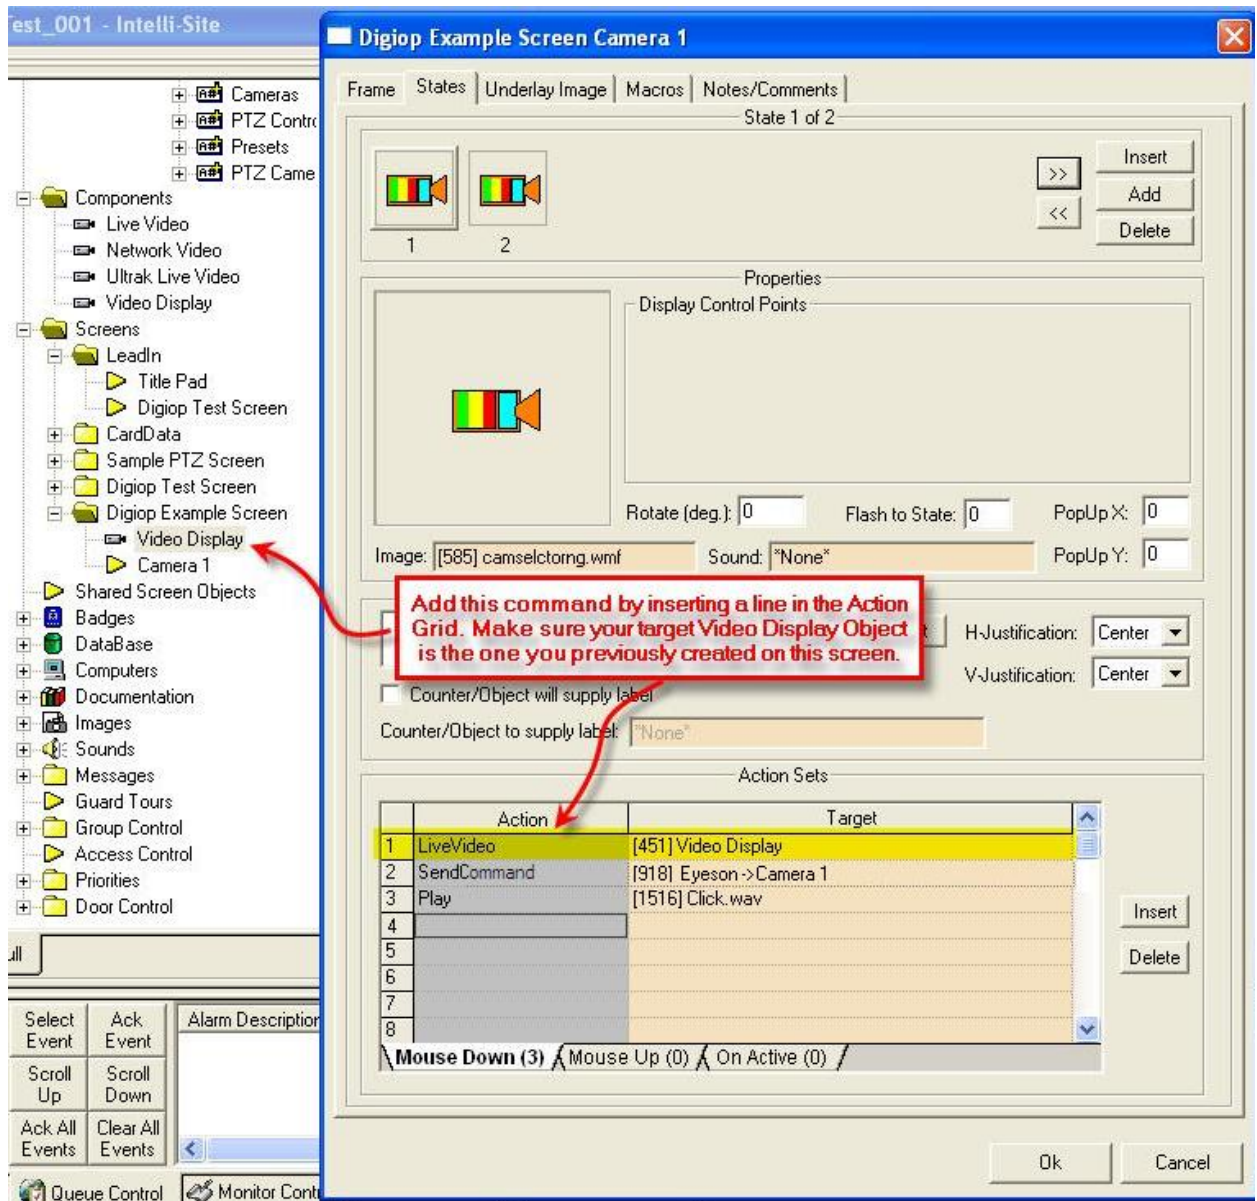 Test_001 - Intelli-Site
Cameras
PTZ Contro
Presets
PTZ Came
Components
Live Video
Network Video
Ultrak Live Video
Video Display
Screens
LeadIn
Title Pad
Digiop Test Screen
CardData
Sample PTZ Screen
Digiop Test Screen
Digiop Example Screen
Video Display
Camera 1
Shared Screen Objects
Badges
DataBase
Computers
Documentation
Images
Sounds
Messages
Guard Tours
Group Control
Access Control
Priorities
Door Control
Select Event
Ack Event
Alarm Description
Scroll Up
Scroll Down
Ack All Events
Clear All Events
Queue Control
Monitor Cont
Digiop Example Screen Camera 1
Frame States Underlay Image Macros Notes/Comments
State 1 of 2
1 2
>>
<<
Insert
Add
Delete
Properties
Display Control Points
Rotate (deg.): 0 Flash to State: 0 PopUp X: 0
Image: [585] camselctorng.wmf Sound: *None* PopUp Y: 0
Add this command by inserting a line in the Action
Grid. Make sure your target Video Display Object
is the one you previously created on this screen.
H-Justification: Center
V-Justification: Center
Counter/Object will supply label
Counter/Object to supply label: *None*
Action Sets
Action Target
1 LiveVideo [451] Video Display
2 SendCommand [918] Eyeson->Camera 1
3 Play [1516] Click.wav
4
5
6
7
8
Insert
Delete
Mouse Down (3) Mouse Up (0) On Active (0)
Ok Cancel